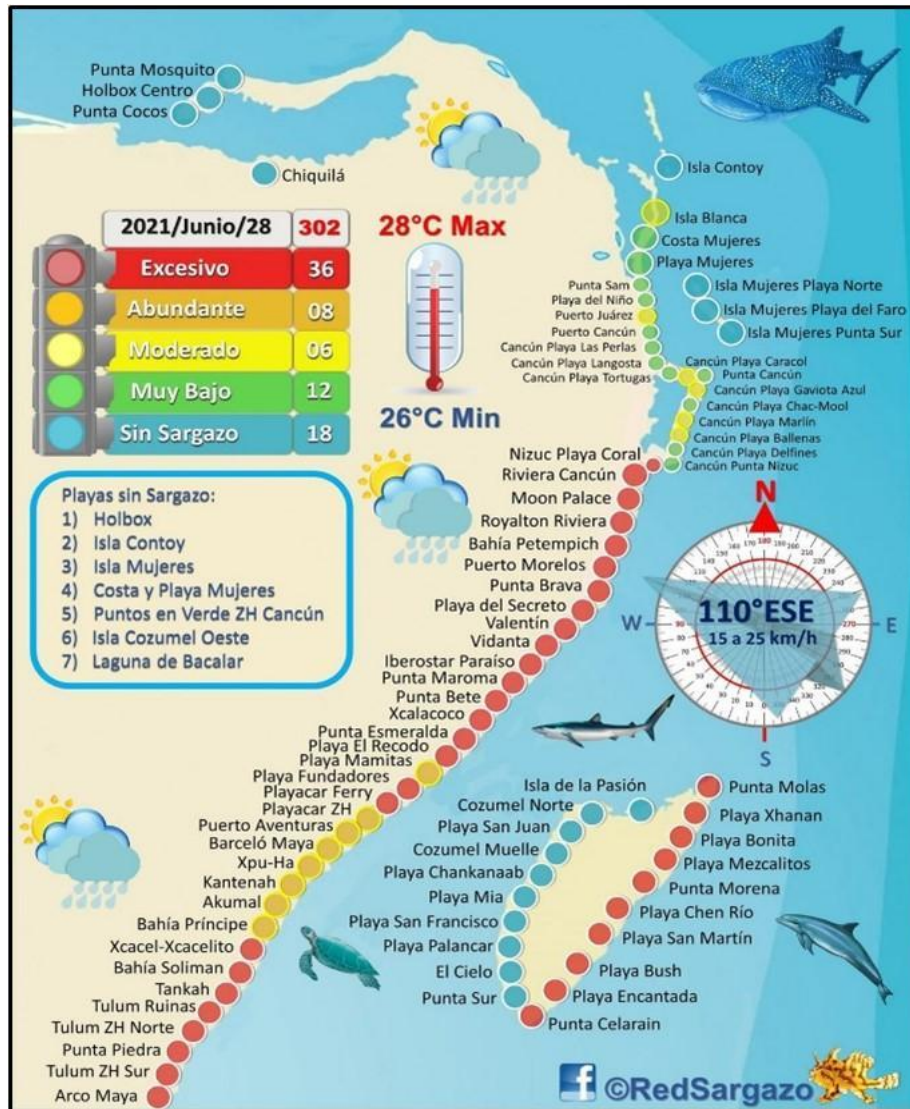 Punta Mosquito
Holbox Centro
Punta Cocos
Chiquilá
Isla Contoy
Isla Blanca
Costa Mujeres
Playa Mujeres
Isla Mujeres Playa Norte
Isla Mujeres Playa del Faro
Isla Mujeres Punta Sur
2021/Junio/28 302
Excesivo 36
Abundante 08
Moderado 06
Muy Bajo 12
Sin Sargazo 18
28°C Max
26°C Min
Punta Sam
Playa del Niño
Puerto Juárez
Puerto Cancún
Cancún Playa Las Perlas
Cancún Playa Langosta
Cancún Playa Tortugas
Cancún Playa Caracol
Punta Cancún
Cancún Playa Gaviota Azul
Cancún Playa Chac-Mool
Cancún Playa Marlín
Cancún Playa Ballenas
Cancún Playa Delfines
Cancún Punta Nizuc
Playas sin Sargazo:
1) Holbox
2) Isla Contoy
3) Isla Mujeres
4) Costa y Playa Mujeres
5) Puntos en Verde ZH Cancún
6) Isla Cozumel Oeste
7) Laguna de Bacalar
Nizuc Playa Coral
Riviera Cancún
Moon Palace
Royalton Riviera
Bahía Petempich
Puerto Morelos
Punta Brava
Playa del Secreto
Valentín
Vidanta
Iberostar Paraíso
Punta Maroma
Punta Bete
Xcalacoco
Punta Esmeralda
Playa El Recodo
Playa Mamitas
Playa Fundadores
Playacar Ferry
Playacar ZH
Puerto Aventuras
Barceló Maya
Xpu-Ha
Kantenah
Akumal
Bahía Príncipe
Xcacel-Xcacelito
Bahía Soliman
Tankah
Tulum Ruinas
Tulum ZH Norte
Punta Piedra
Tulum ZH Sur
Arco Maya
N
W
E
S
110°ESE
15 a 25 km/h
Isla de la Pasión
Cozumel Norte
Playa San Juan
Cozumel Muelle
Playa Chankanaab
Playa Mia
Playa San Francisco
Playa Palancar
El Cielo
Punta Sur
Punta Molas
Playa Xhanan
Playa Bonita
Playa Mezcalitos
Punta Morena
Playa Chen Río
Playa San Martín
Playa Bush
Playa Encantada
Punta Celarain
f ©RedSargazo